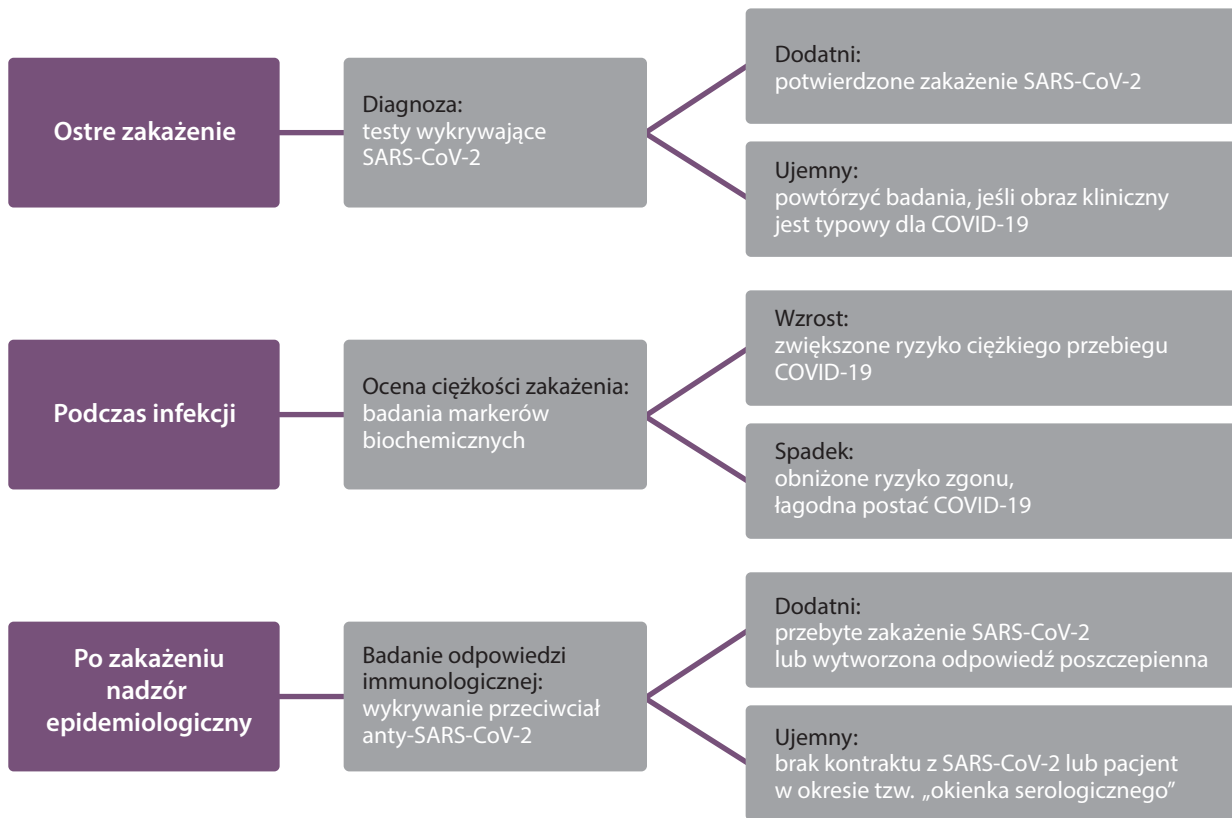 Ostre zakażenie
Diagnoza:
testy wykrywające
SARS-CoV-2
Dodatni:
potwierdzone zakażenie SARS-CoV-2
Ujemny:
powtórzyć badania, jeśli obraz kliniczny
jest typowy dla COVID-19
Podczas infekcji
Ocena ciężkości zakażenia:
badania markerów
biochemicznych
Wzrost:
zwiększone ryzyko ciężkiego przebiegu
COVID-19
Spadek:
obniżone ryzyko zgonu,
łagodna postać COVID-19
Po zakażeniu
nadzór
epidemiologiczny
Badanie odpowiedzi
immunologicznej:
wykrywanie przeciwciał
anty-SARS-CoV-2
Dodatni:
przebyte zakażenie SARS-CoV-2
lub wytworzona odpowiedź poszczepienna
Ujemny:
brak kontraktu z SARS-CoV-2 lub pacjent
w okresie tzw. „okienka serologicznego”